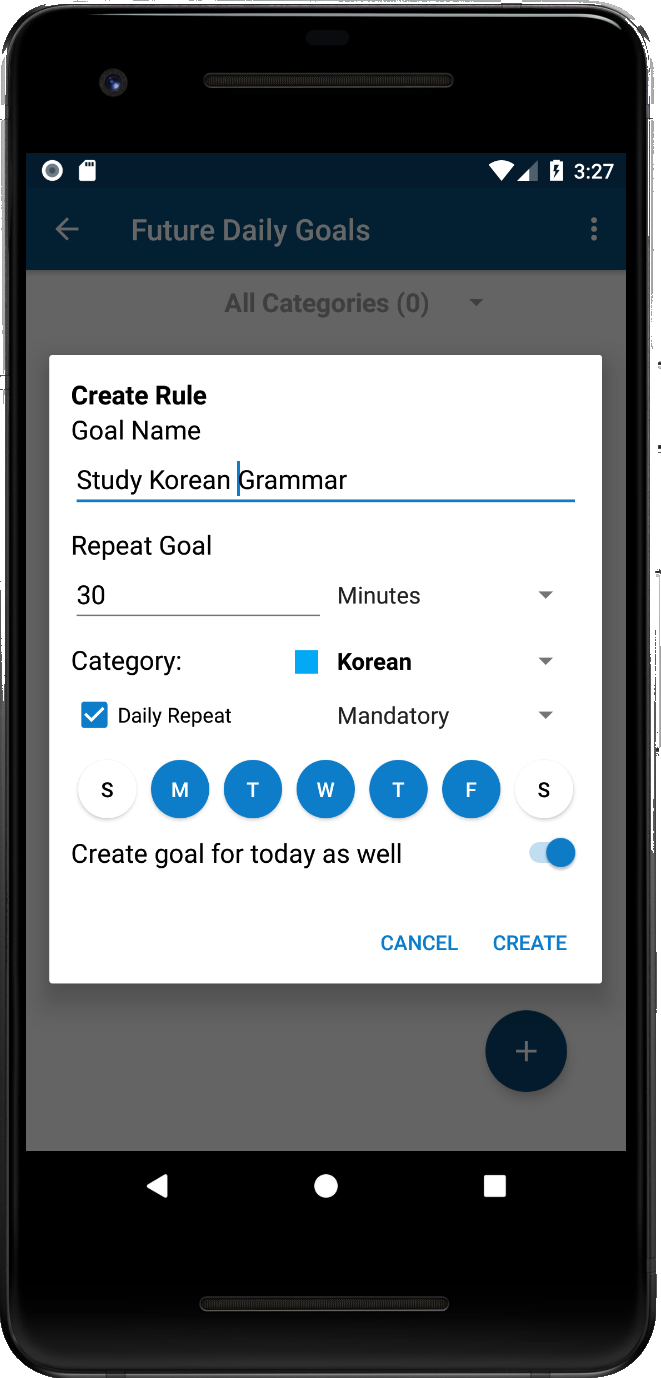 3:27
Future Daily Goals
All Categories (0)
Create Rule
Goal Name
Study Korean Grammar
Repeat Goal
30 Minutes
Category: Korean
Daily Repeat Mandatory
S M T W T F S
Create goal for today as well
CANCEL CREATE